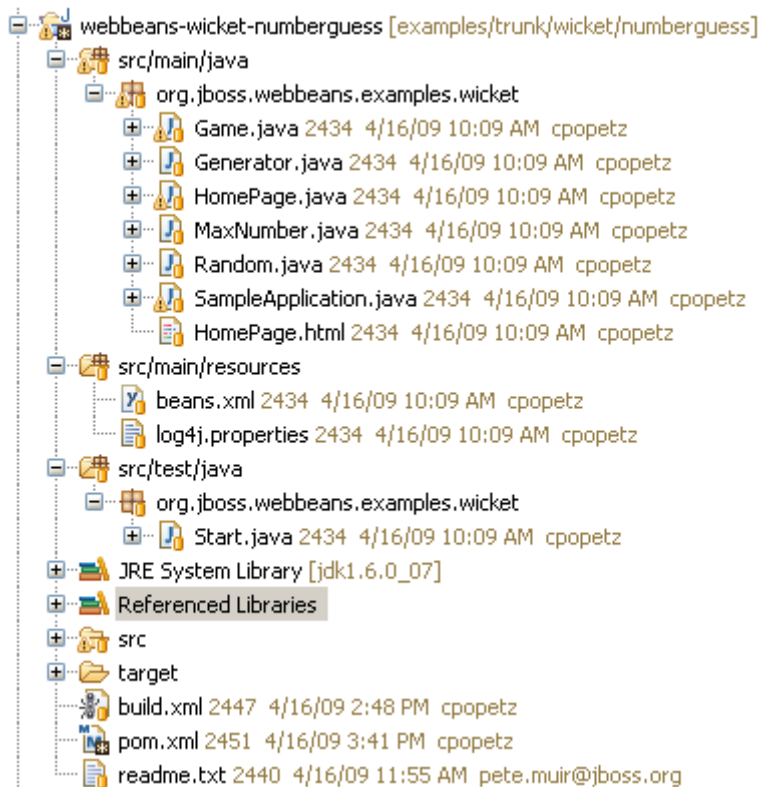 webbeans-wicket-numberguess [examples/trunk/wicket/numberguess]
src/main/java
org.jboss.webbeans.examples.wicket
Game.java 2434 4/16/09 10:09 AM cpopetz
Generator.java 2434 4/16/09 10:09 AM cpopetz
HomePage.java 2434 4/16/09 10:09 AM cpopetz
MaxNumber.java 2434 4/16/09 10:09 AM cpopetz
Random.java 2434 4/16/09 10:09 AM cpopetz
SampleApplication.java 2434 4/16/09 10:09 AM cpopetz
HomePage.html 2434 4/16/09 10:09 AM cpopetz
src/main/resources
beans.xml 2434 4/16/09 10:09 AM cpopetz
log4j.properties 2434 4/16/09 10:09 AM cpopetz
src/test/java
org.jboss.webbeans.examples.wicket
Start.java 2434 4/16/09 10:09 AM cpopetz
JRE System Library [jdk1.6.0_07]
Referenced Libraries
src
target
build.xml 2447 4/16/09 2:48 PM cpopetz
pom.xml 2451 4/16/09 3:41 PM cpopetz
readme.txt 2440 4/16/09 11:55 AM pete.muir@jboss.org